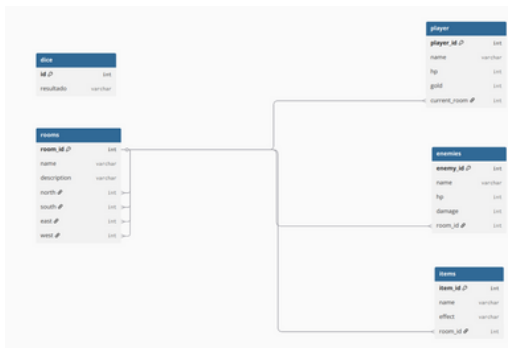 dice
id int
resultado varchar
rooms
room_id int
name varchar
description varchar
north int
south int
east int
west int
player
player_id int
name varchar
hp int
gold int
current_room int
enemies
enemy_id int
name varchar
hp int
damage int
room_id int
items
item_id int
name varchar
effect varchar
room_id int